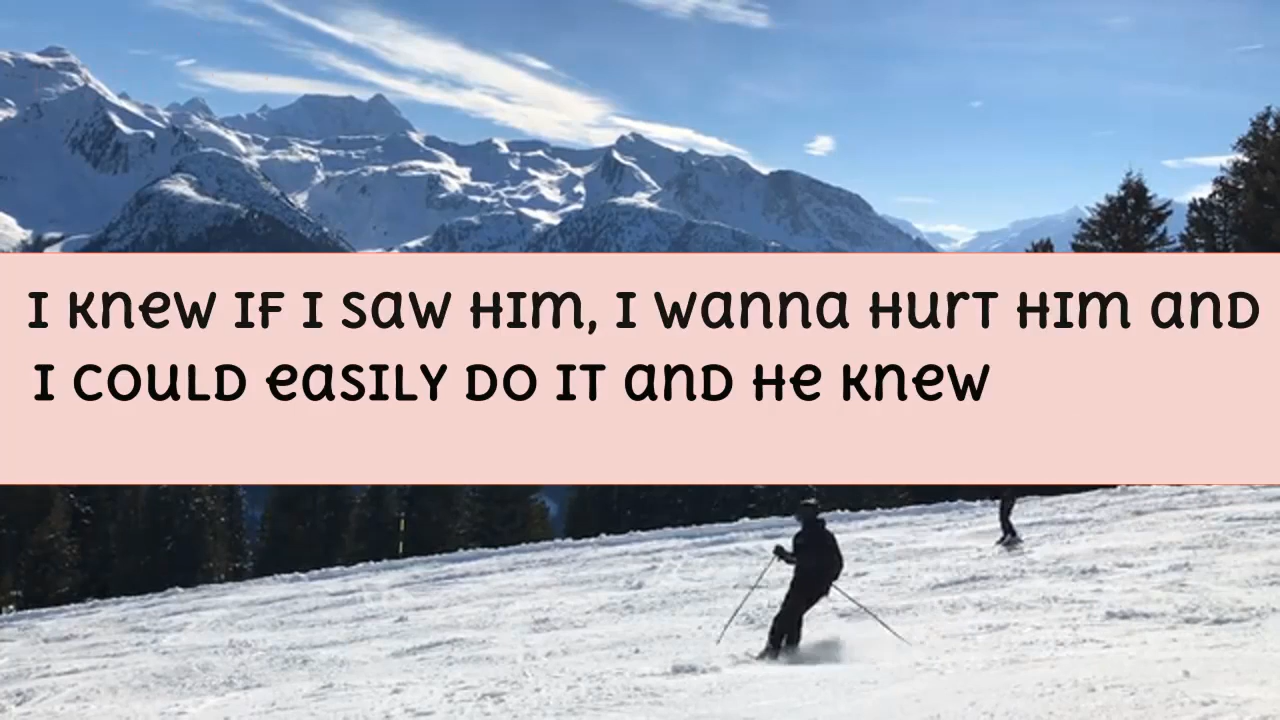 I knew if I saw him, I wanna hurt him and
I could easily do it and he knew